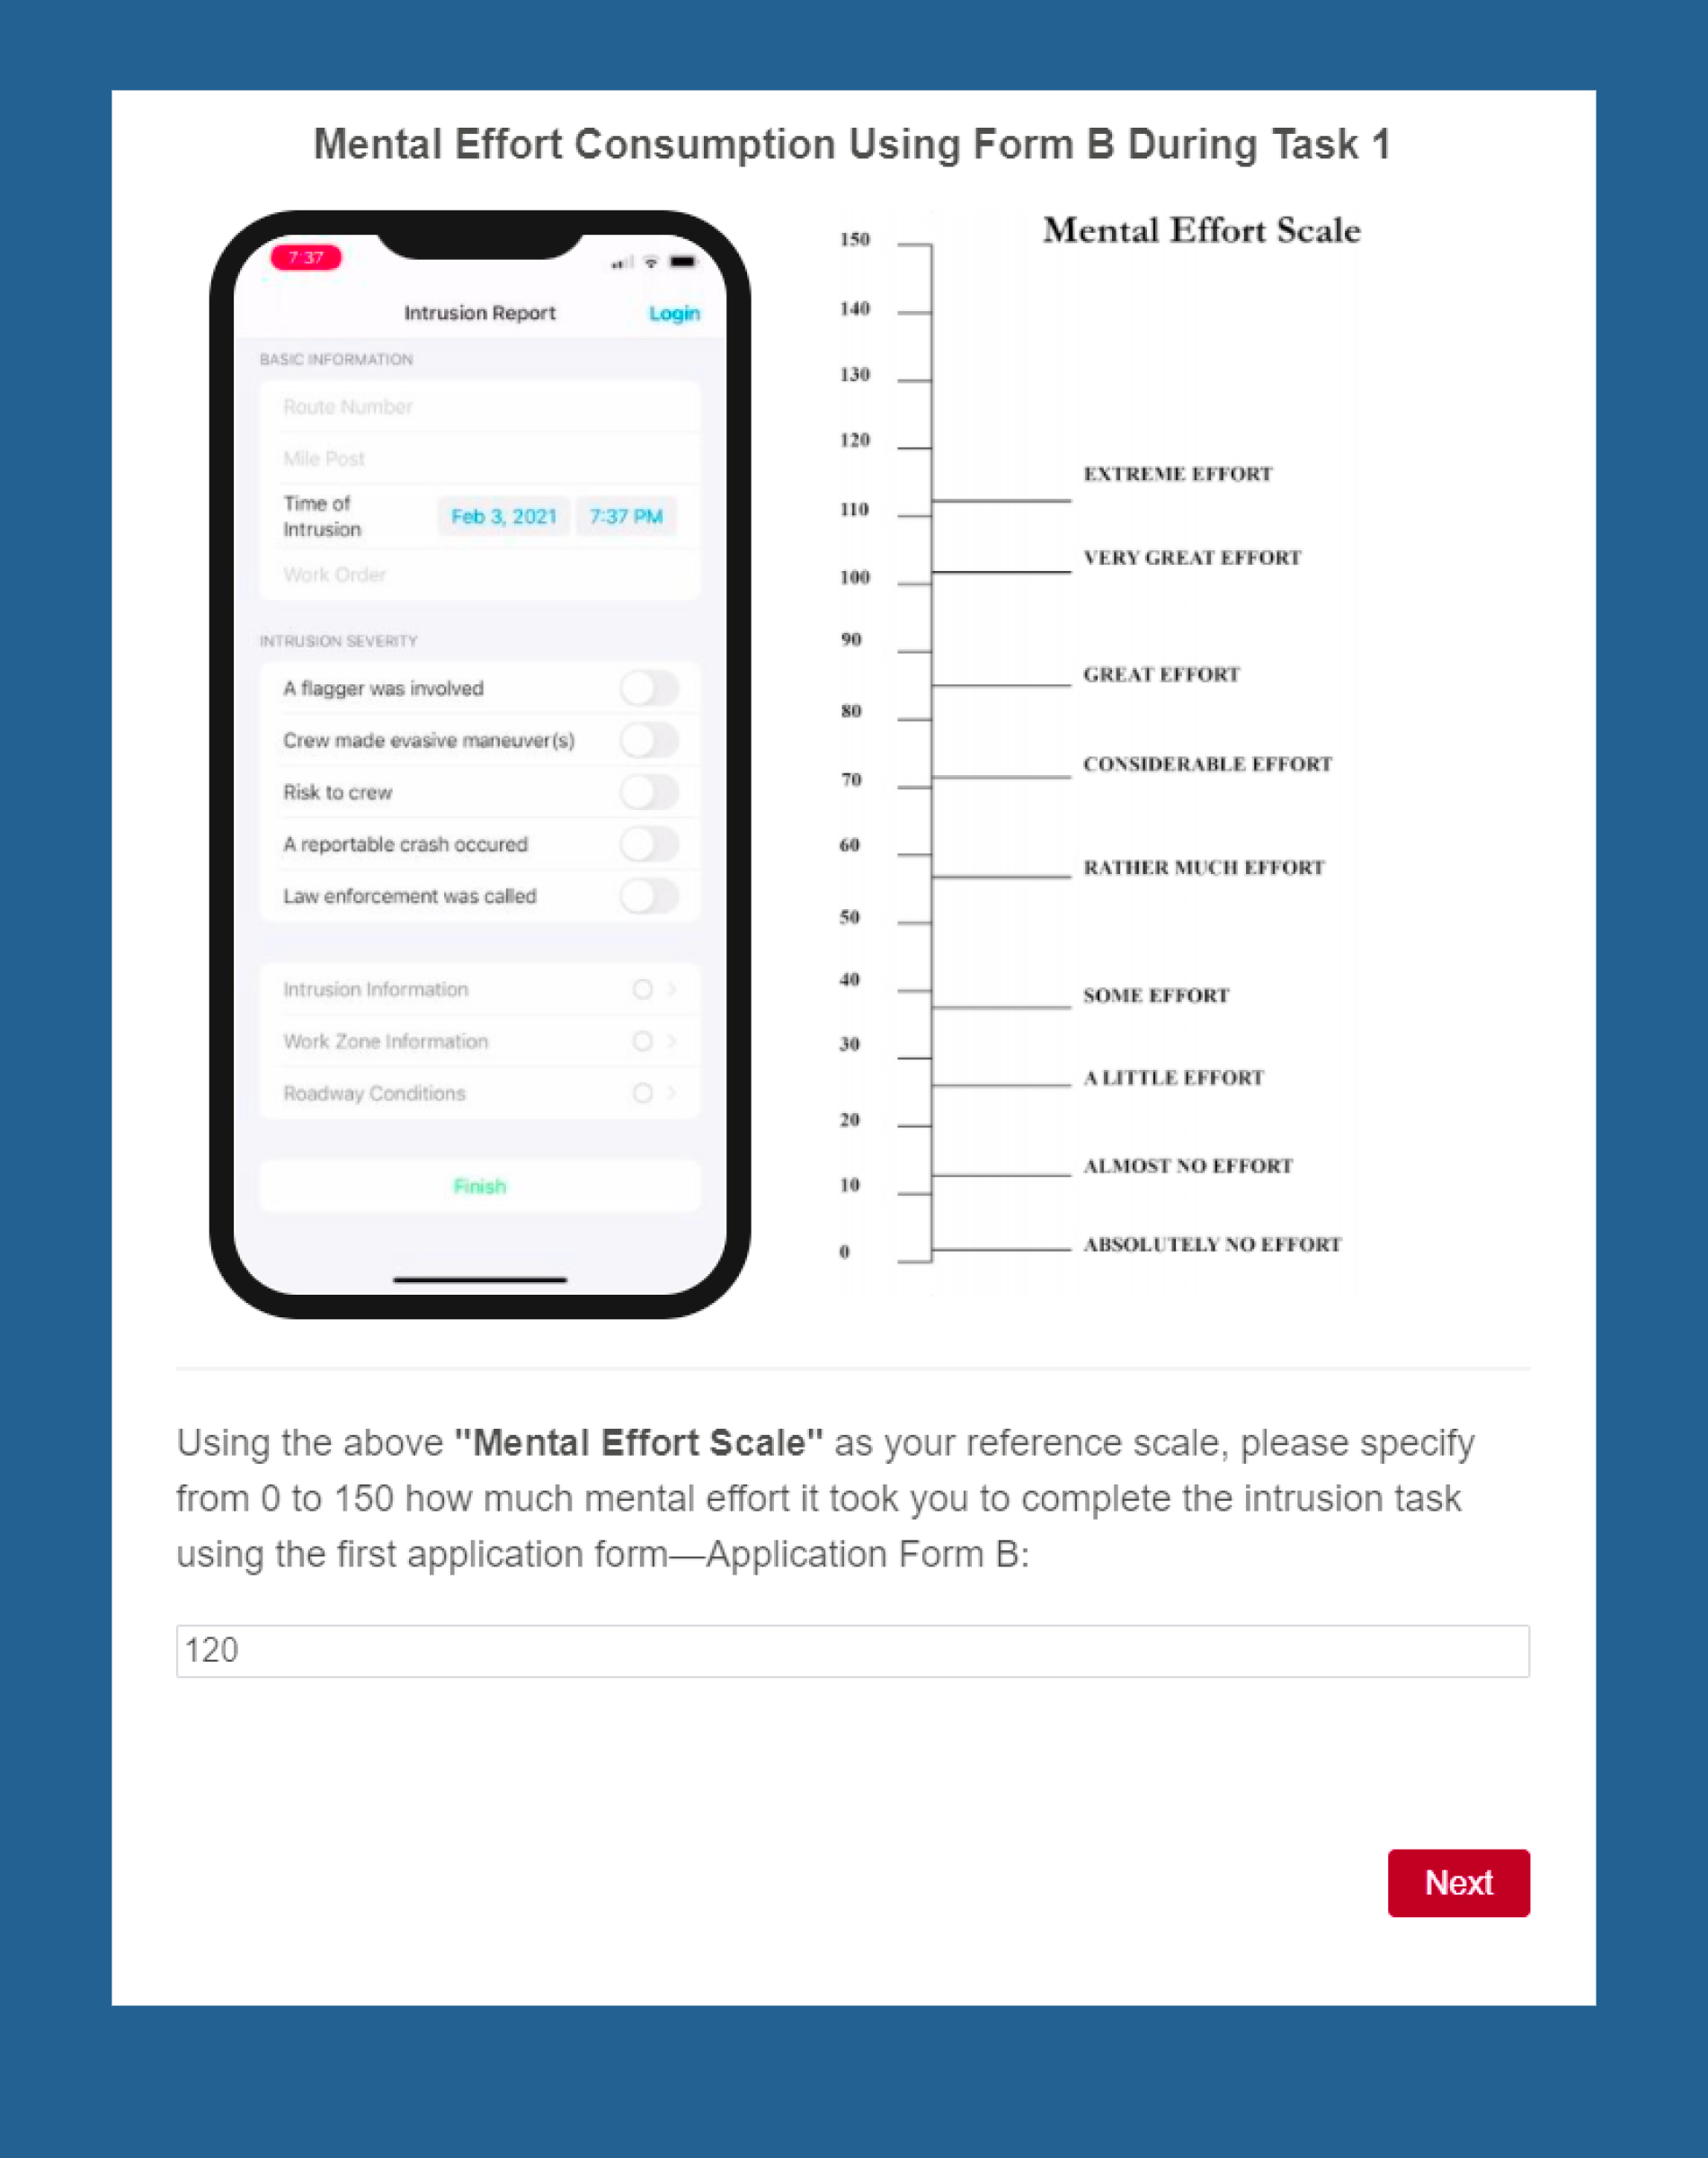 Mental Effort Consumption Using Form B During Task 1
7:37
Intrusion Report
Login
BASIC INFORMATION
Route Number
Mile Post
Time of
Intrusion
Feb 3, 2021
7:37 PM
Work Order
INTRUSION SEVERITY
A flagger was involved
Crew made evasive maneuver(s)
Risk to crew
A reportable crash occured
Law enforcement was called
Intrusion Information
Work Zone Information
Roadway Conditions
Finish
Mental Effort Scale
150
140
130
120
EXTREME EFFORT
110
VERY GREAT EFFORT
100
90
GREAT EFFORT
80
CONSIDERABLE EFFORT
70
60
RATHER MUCH EFFORT
50
40
SOME EFFORT
30
A LITTLE EFFORT
20
ALMOST NO EFFORT
10
ABSOLUTELY NO EFFORT
0
Using the above "Mental Effort Scale" as your reference scale, please specify
from 0 to 150 how much mental effort it took you to complete the intrusion task
using the first application form—Application Form B:
120
Next